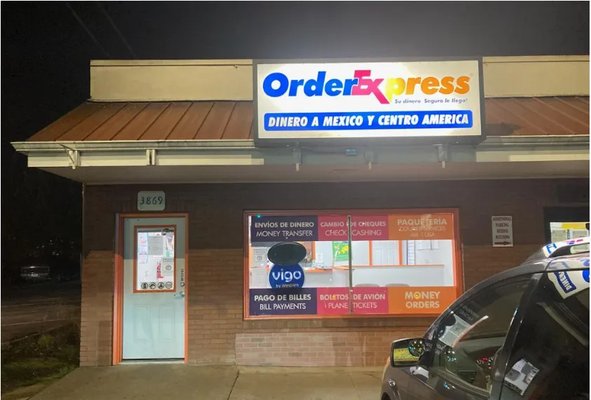 OrderExpress
Su dinero Seguro le llega!
DINERO A MEXICO Y CENTRO AMERICA
3869
ENVIOS DE DINERO
MONEY TRANSFER
CAMBIO DE CHEQUES
CHECK CASHING
PAQUETERIA
vigo
PAGO DE BILLES
BILL PAYMENTS
BOLETOS DE AVION
PLANE TICKETS
MONEY
ORDERS
PARKING